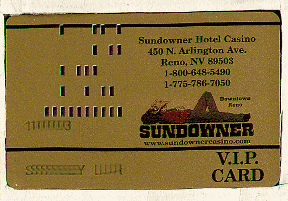 Sundowner Hotel Casino
450 N. Arlington Ave.
Reno, NV 89503
1-800-648-5490
1-775-786-7050
Downtown
Reno
SUNDOWNER
www.sundownercasino.com
V.I.P.
CARD